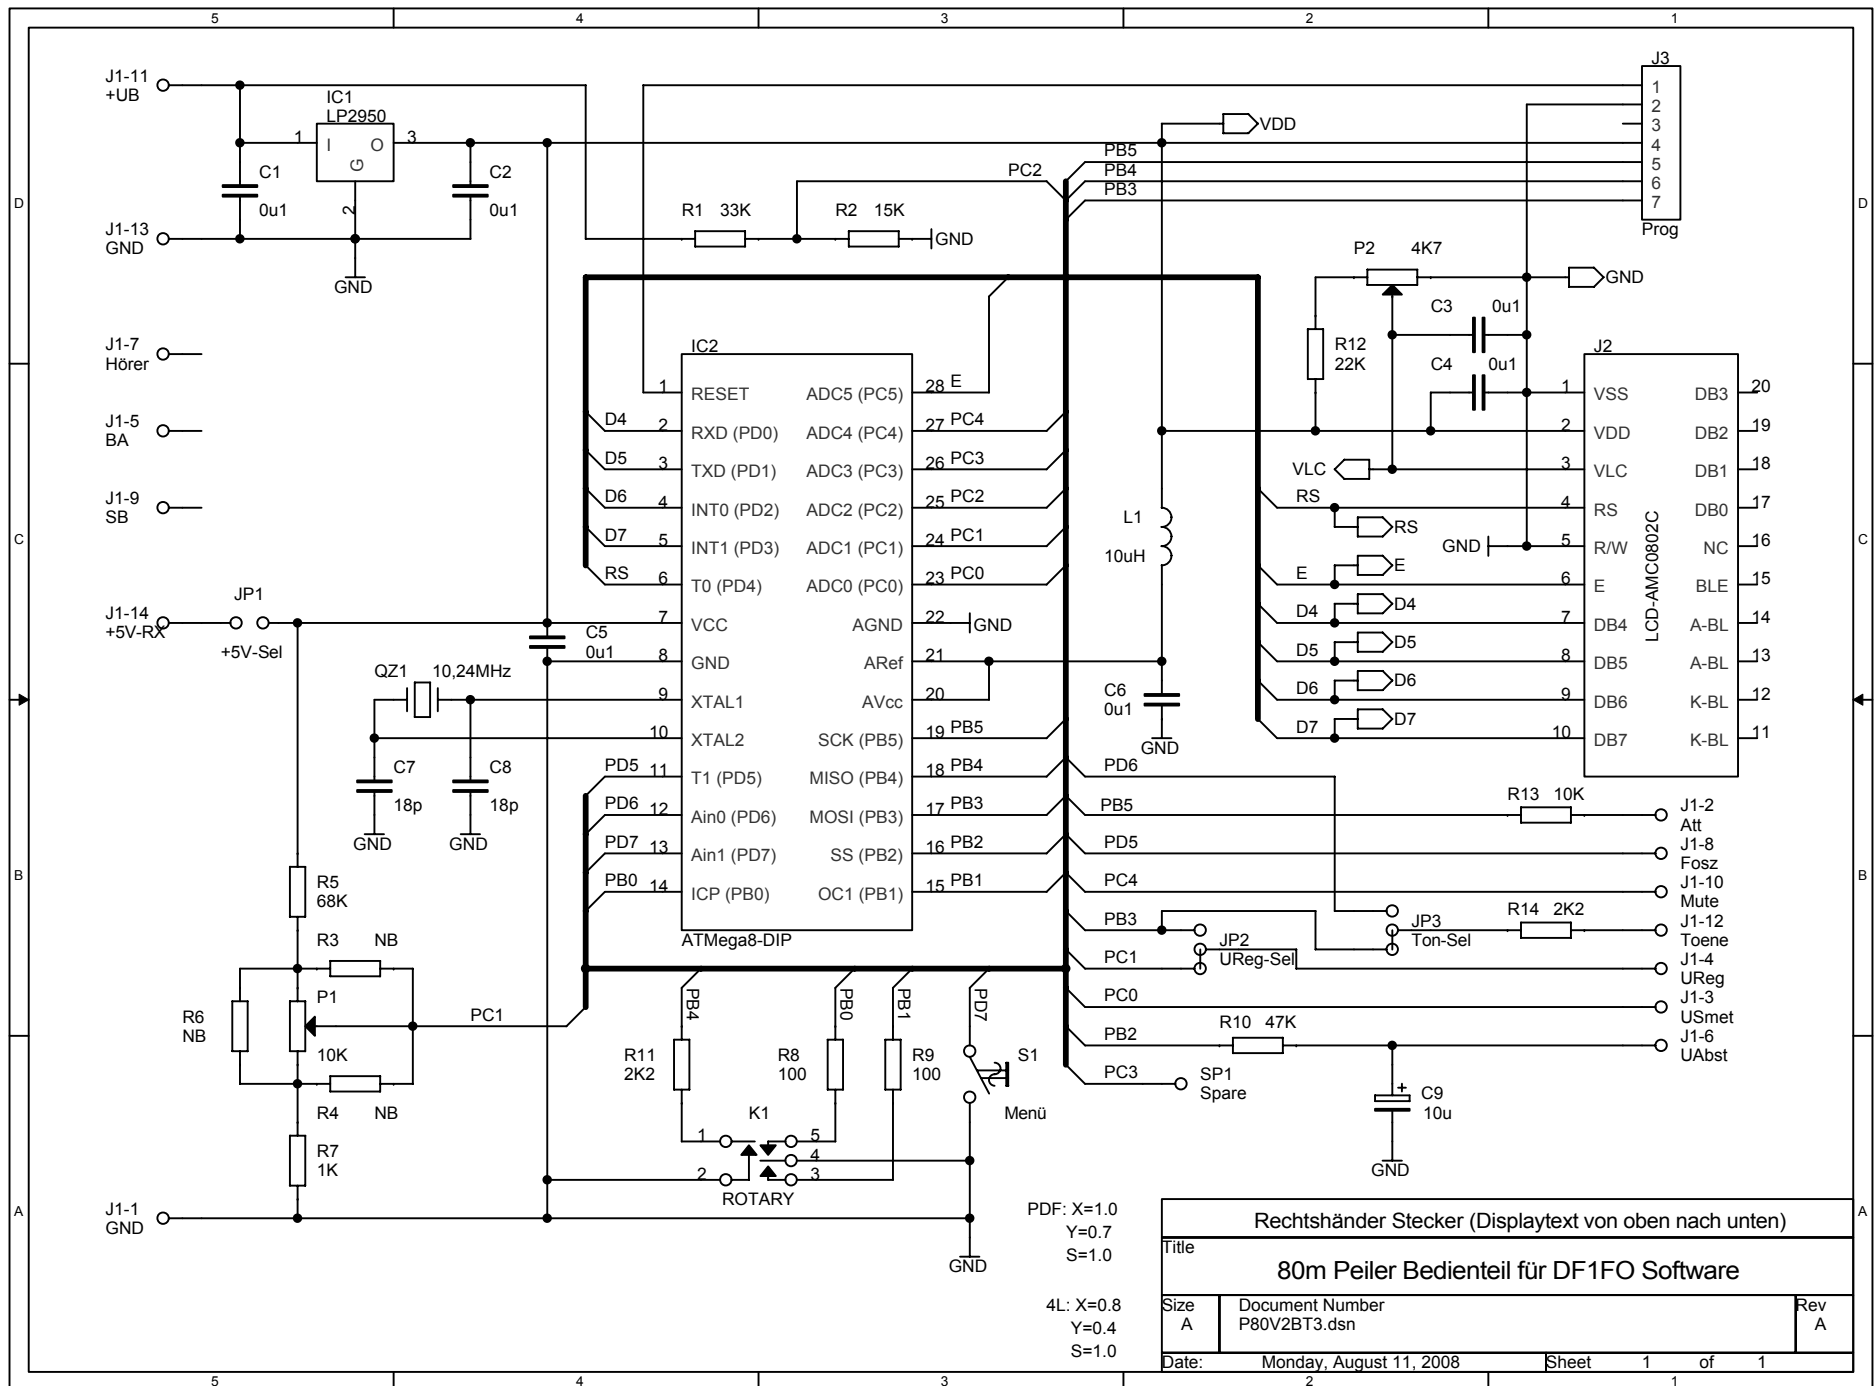 5 4 3 2 1
D
C
B
A
J1-11
+UB
IC1
LP2950
1 I O 3
G
2
C1
0u1
C2
0u1
J1-13
GND
GND
R1 33K
R2 15K
GND
PC2
VDD
PB5
PB4
PB3
J3
1
2
3
4
5
6
7
Prog
P2 4K7
GND
C3 0u1
C4 0u1
R12
22K
J1-7
Hörer
J1-5
BA
J1-9
SB
J1-14
+5V-RX
JP1
+5V-Sel
IC2
1 RESET ADC5 (PC5) 28 E
D4 2 RXD (PD0) ADC4 (PC4) 27 PC4
D5 3 TXD (PD1) ADC3 (PC3) 26 PC3
D6 4 INT0 (PD2) ADC2 (PC2) 25 PC2
D7 5 INT1 (PD3) ADC1 (PC1) 24 PC1
RS 6 T0 (PD4) ADC0 (PC0) 23 PC0
7 VCC AGND 22 GND
8 GND ARef 21
9 XTAL1 AVcc 20
10 XTAL2 SCK (PB5) 19 PB5
PD5 11 T1 (PD5) MISO (PB4) 18 PB4
PD6 12 Ain0 (PD6) MOSI (PB3) 17 PB3
PD7 13 Ain1 (PD7) SS (PB2) 16 PB2
PB0 14 ICP (PB0) OC1 (PB1) 15 PB1
ATMega8-DIP
C5
0u1
QZ1 10,24MHz
C7
18p
GND
C8
18p
GND
L1
10uH
C6
0u1
GND
J2
LCD-AMC0802C
1 VSS DB3 20
2 VDD DB2 19
VLC 3 VLC DB1 18
RS 4 RS DB0 17
RS
GND 5 R/W NC 16
E
E 6 E BLE 15
D4
D4 7 DB4 A-BL 14
D5
D5 8 DB5 A-BL 13
D6
D6 9 DB6 K-BL 12
D7
D7 10 DB7 K-BL 11
PD6
PB5 R13 10K J1-2
Att
PD5 J1-8
Fosz
PC4 J1-10
Mute
PB3 JP2
UReg-Sel
JP3
Ton-Sel
R14 2K2 J1-12
Toene
PC1 J1-4
UReg
PC0 J1-3
USmet
PB2 R10 47K J1-6
UAbst
PC3 SP1
Spare
C9
+
10u
GND
R5
68K
R3 NB
R6
NB
P1
10K
PC1
R4 NB
R7
1K
J1-1
GND
PB4
PB0
PB1
PD7
R11
2K2
R8
100
R9
100
S1
Menü
K1
1 5
4
2 3
ROTARY
GND
PDF: X=1.0
Y=0.7
S=1.0
4L: X=0.8
Y=0.4
S=1.0
Rechtshänder Stecker (Displaytext von oben nach unten)
Title
80m Peiler Bedienteil für DF1FO Software
Size
A
Document Number
P80V2BT3.dsn
Rev
A
Date: Monday, August 11, 2008 Sheet 1 of 1
D
C
B
A
5 4 3 2 1